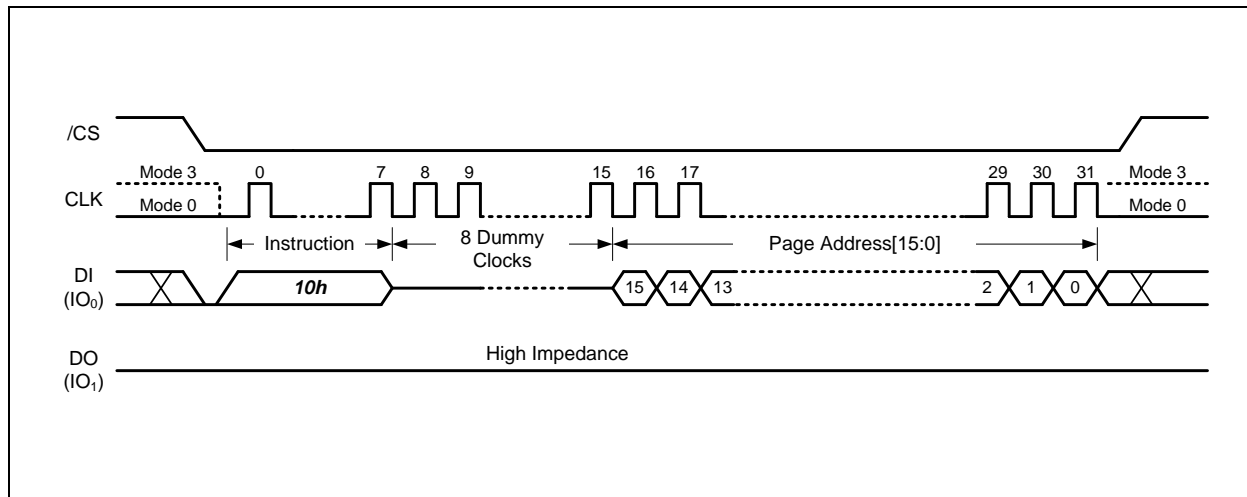 /CS
Mode 3 0 7 8 9 15 16 17 29 30 31 Mode 3
CLK
Mode 0 Mode 0
Instruction 8 Dummy Clocks Page Address[15:0]
DI
(IO₀)
10h 15 14 13 2 1 0
High Impedance
DO
(IO₁)